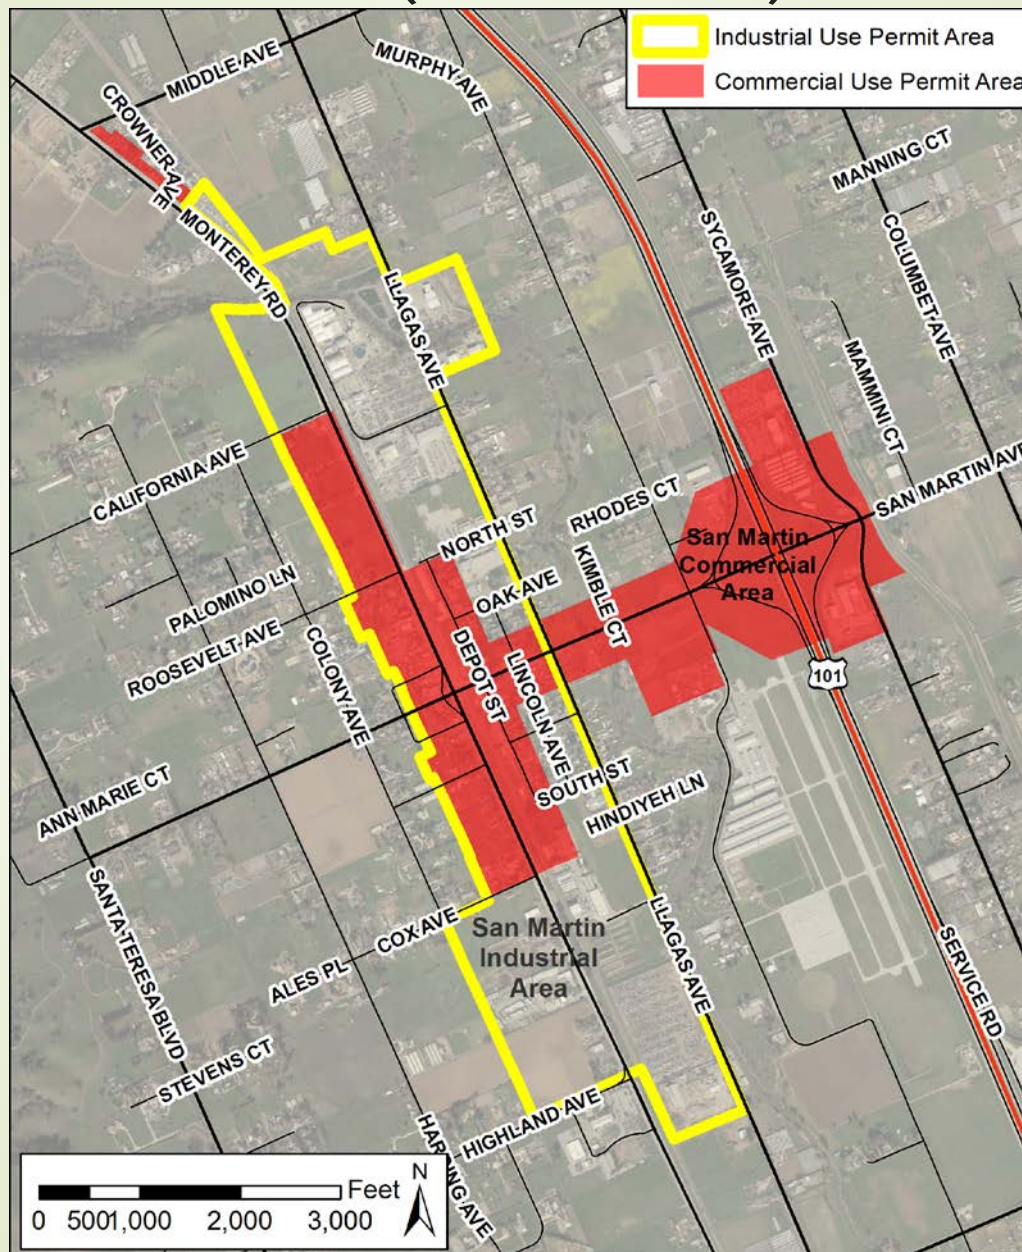 Industrial Use Permit Area
Commercial Use Permit Area
MIDDLE AVE
MURPHY AVE
CROWNER AVE
MANNING CT
MONTEREY RD
SYCAMORE AVE
COLUMBET AVE
LLAGAS AVE
MAMMINI CT
CALIFORNIA AVE
SAN MARTIN AVE
RHODES CT
NORTH ST
San Martin
Commercial
Area
KIMBLE CT
OAK AVE
PALOMINO LN
ROOSEVELT AVE
COLONY AVE
DEPOT ST
LINCOLN AVE
101
SOUTH ST
HINDIYEH LN
ANN MARIE CT
SANTA TERESA BLVD
COX AVE
San Martin
Industrial
Area
LLAGAS AVE
ALES PL
SERVICE RD
STEVENS CT
HIGHLAND AVE
HARDING AVE
N
Feet
0 500 1,000 2,000 3,000